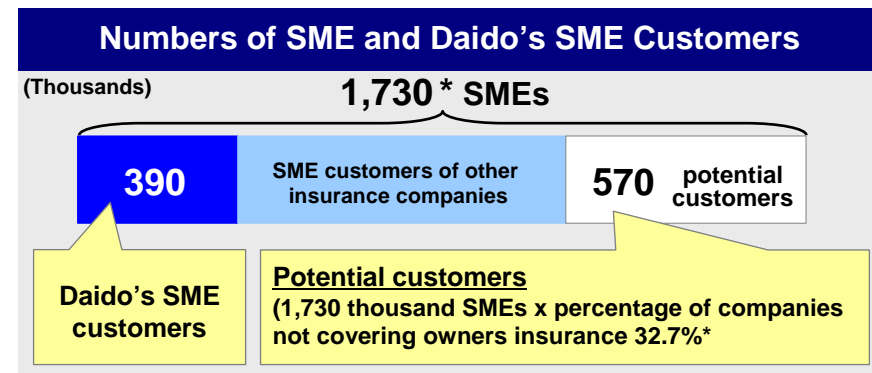 Numbers of SME and Daido's SME Customers
(Thousands)
1,730 * SMEs
390
SME customers of other
insurance companies
570
potential
customers
Daido's SME
customers
Potential customers
(1,730 thousand SMEs x percentage of companies
not covering owners insurance 32.7%*